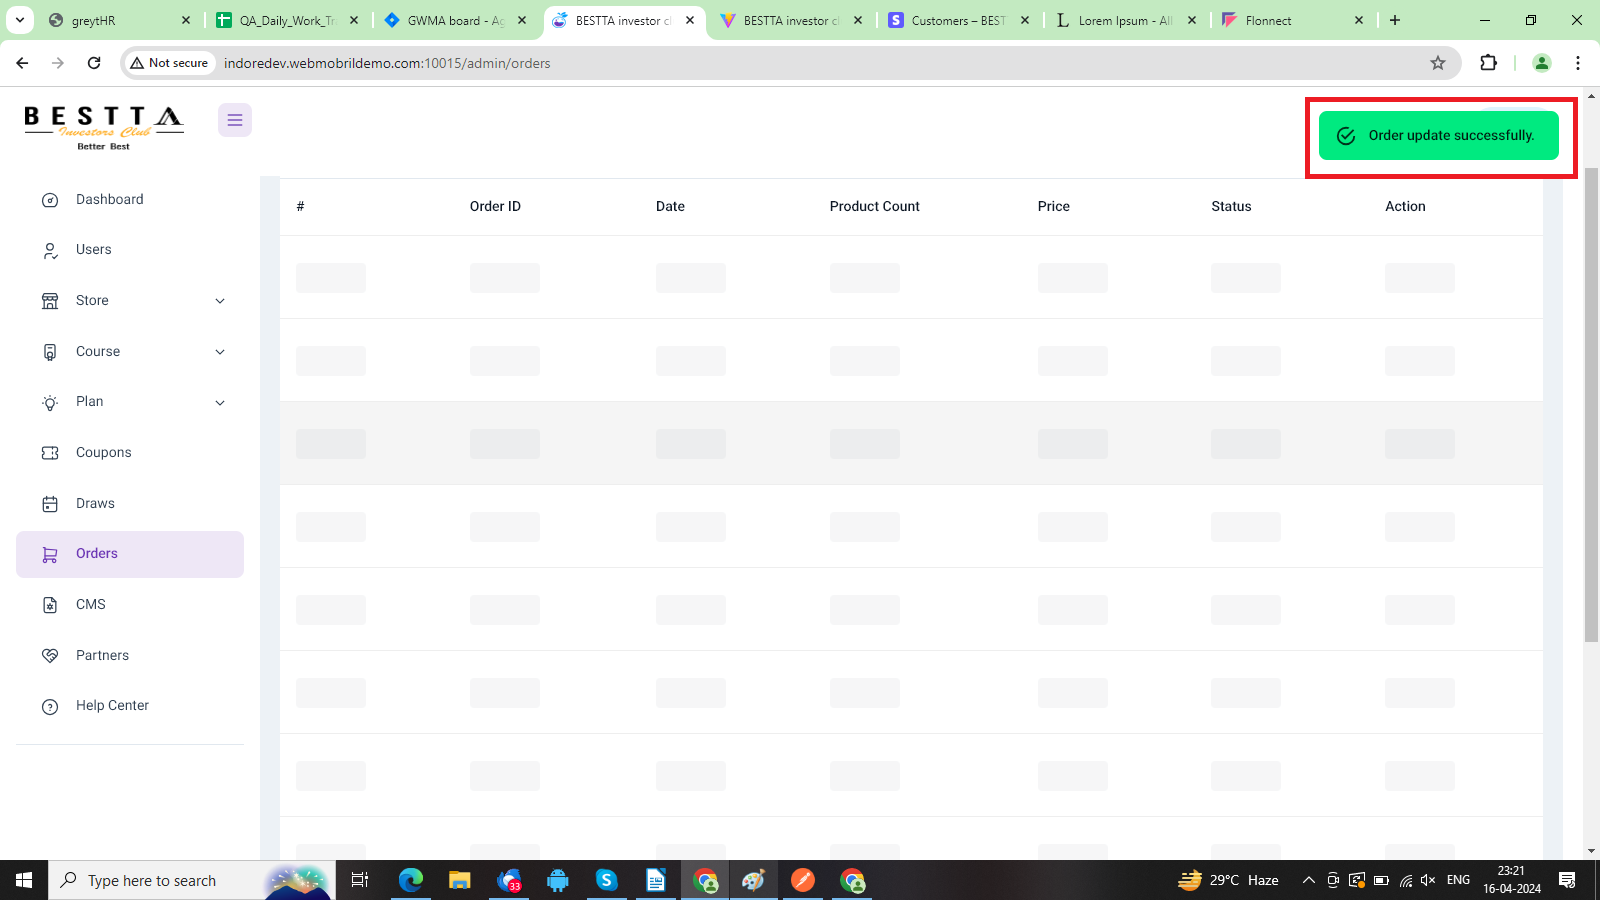 greytHR
QA_Daily_Work_Tra
GWMA board - Ag
BESTTA investor cl
BESTTA investor cl
Customers – BEST
Lorem Ipsum - All
Flonnect
Not secure
indoredev.webmobrildemo.com:10015/admin/orders
BESTTA
Investors Club
Better Best
Order update successfully.
Dashboard
Users
Store
Course
Plan
Coupons
Draws
Orders
CMS
Partners
Help Center
# Order ID Date Product Count Price Status Action
Type here to search
33
29°C Haze
ENG
23:21
16-04-2024